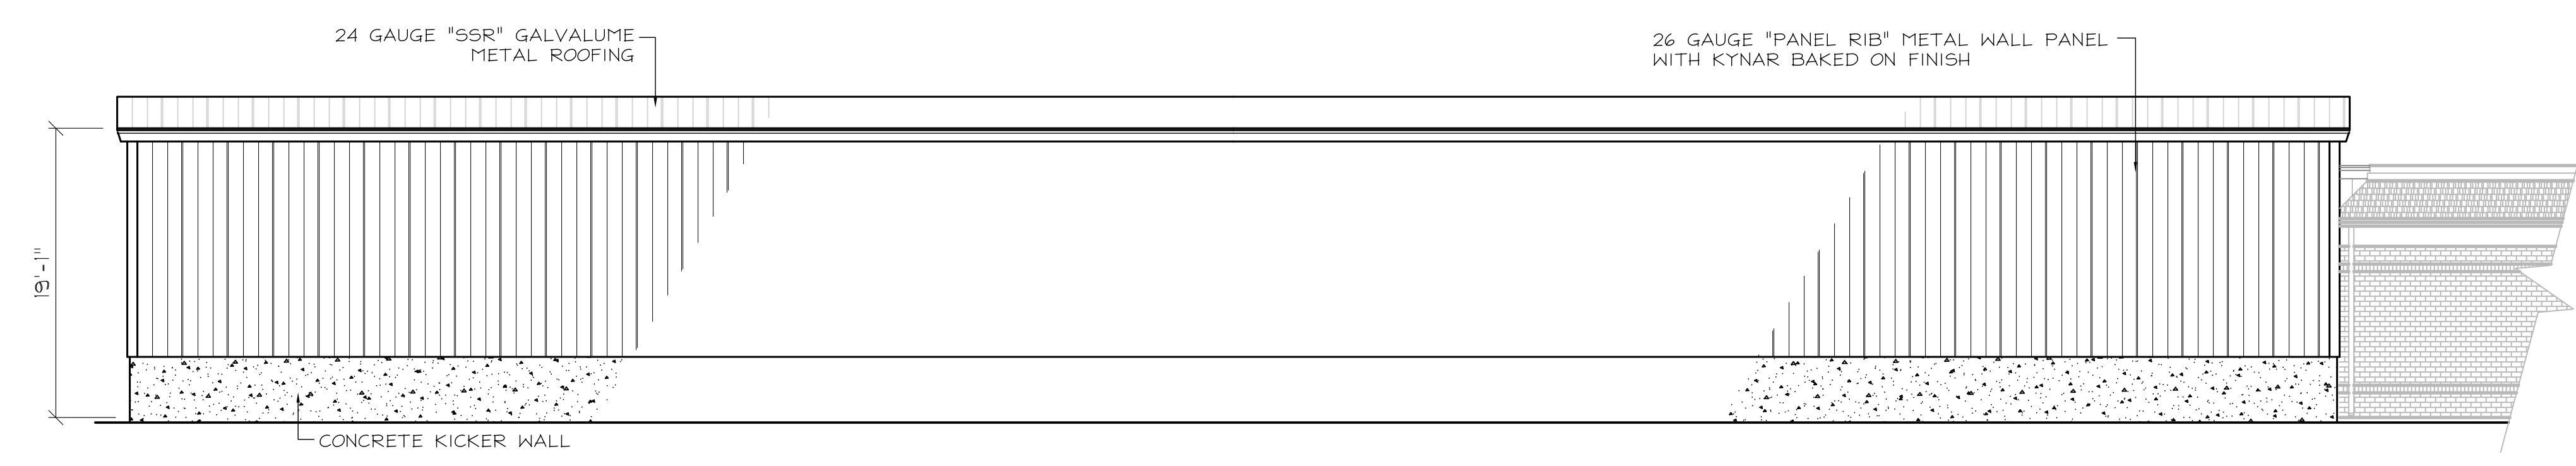 24 GAUGE "SSR" GALVALUME
METAL ROOFING
26 GAUGE "PANEL RIB" METAL WALL PANEL
WITH KYNAR BAKED ON FINISH
19'-1"
CONCRETE KICKER WALL